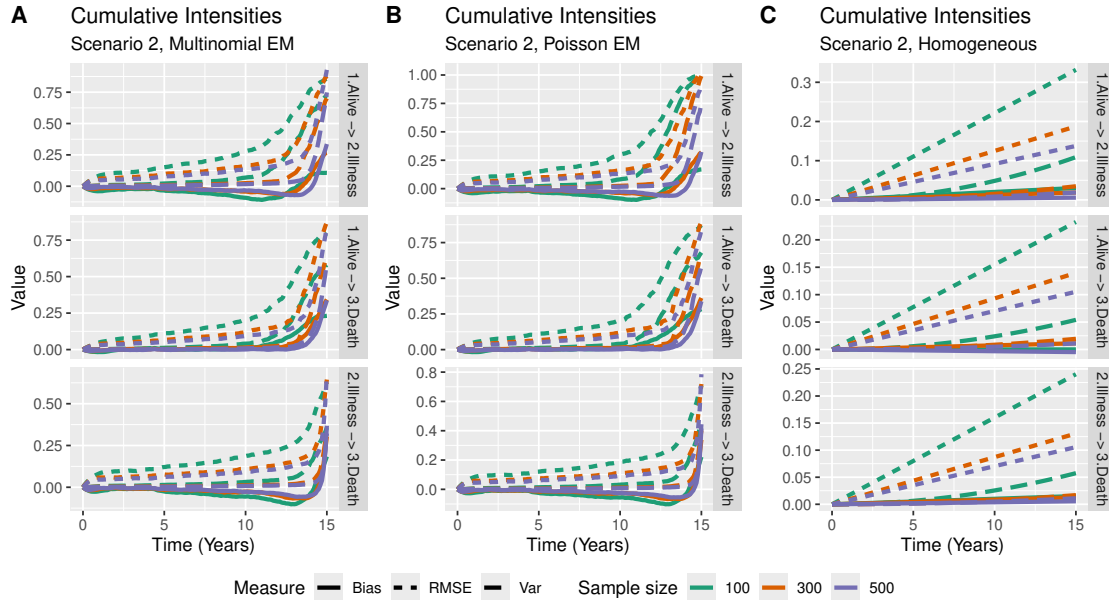 A
Cumulative Intensities
Scenario 2, Multinomial EM
0.75
0.50
0.25
0.00
1.Alive −> 2.Illness
0.75
0.50
0.25
0.00
1.Alive −> 3.Death
0.50
0.25
0.00
2.Illness −> 3.Death
0
5
10
15
Value
Time (Years)
B
Cumulative Intensities
Scenario 2, Poisson EM
1.00
0.75
0.50
0.25
0.00
1.Alive −> 2.Illness
0.75
0.50
0.25
0.00
1.Alive −> 3.Death
0.8
0.6
0.4
0.2
0.0
2.Illness −> 3.Death
0
5
10
15
Value
Time (Years)
C
Cumulative Intensities
Scenario 2, Homogeneous
0.3
0.2
0.1
0.0
1.Alive −> 2.Illness
0.20
0.15
0.10
0.05
0.00
1.Alive −> 3.Death
0.25
0.20
0.15
0.10
0.05
0.00
2.Illness −> 3.Death
0
5
10
15
Value
Time (Years)
Measure Bias RMSE Var Sample size 100 300 500